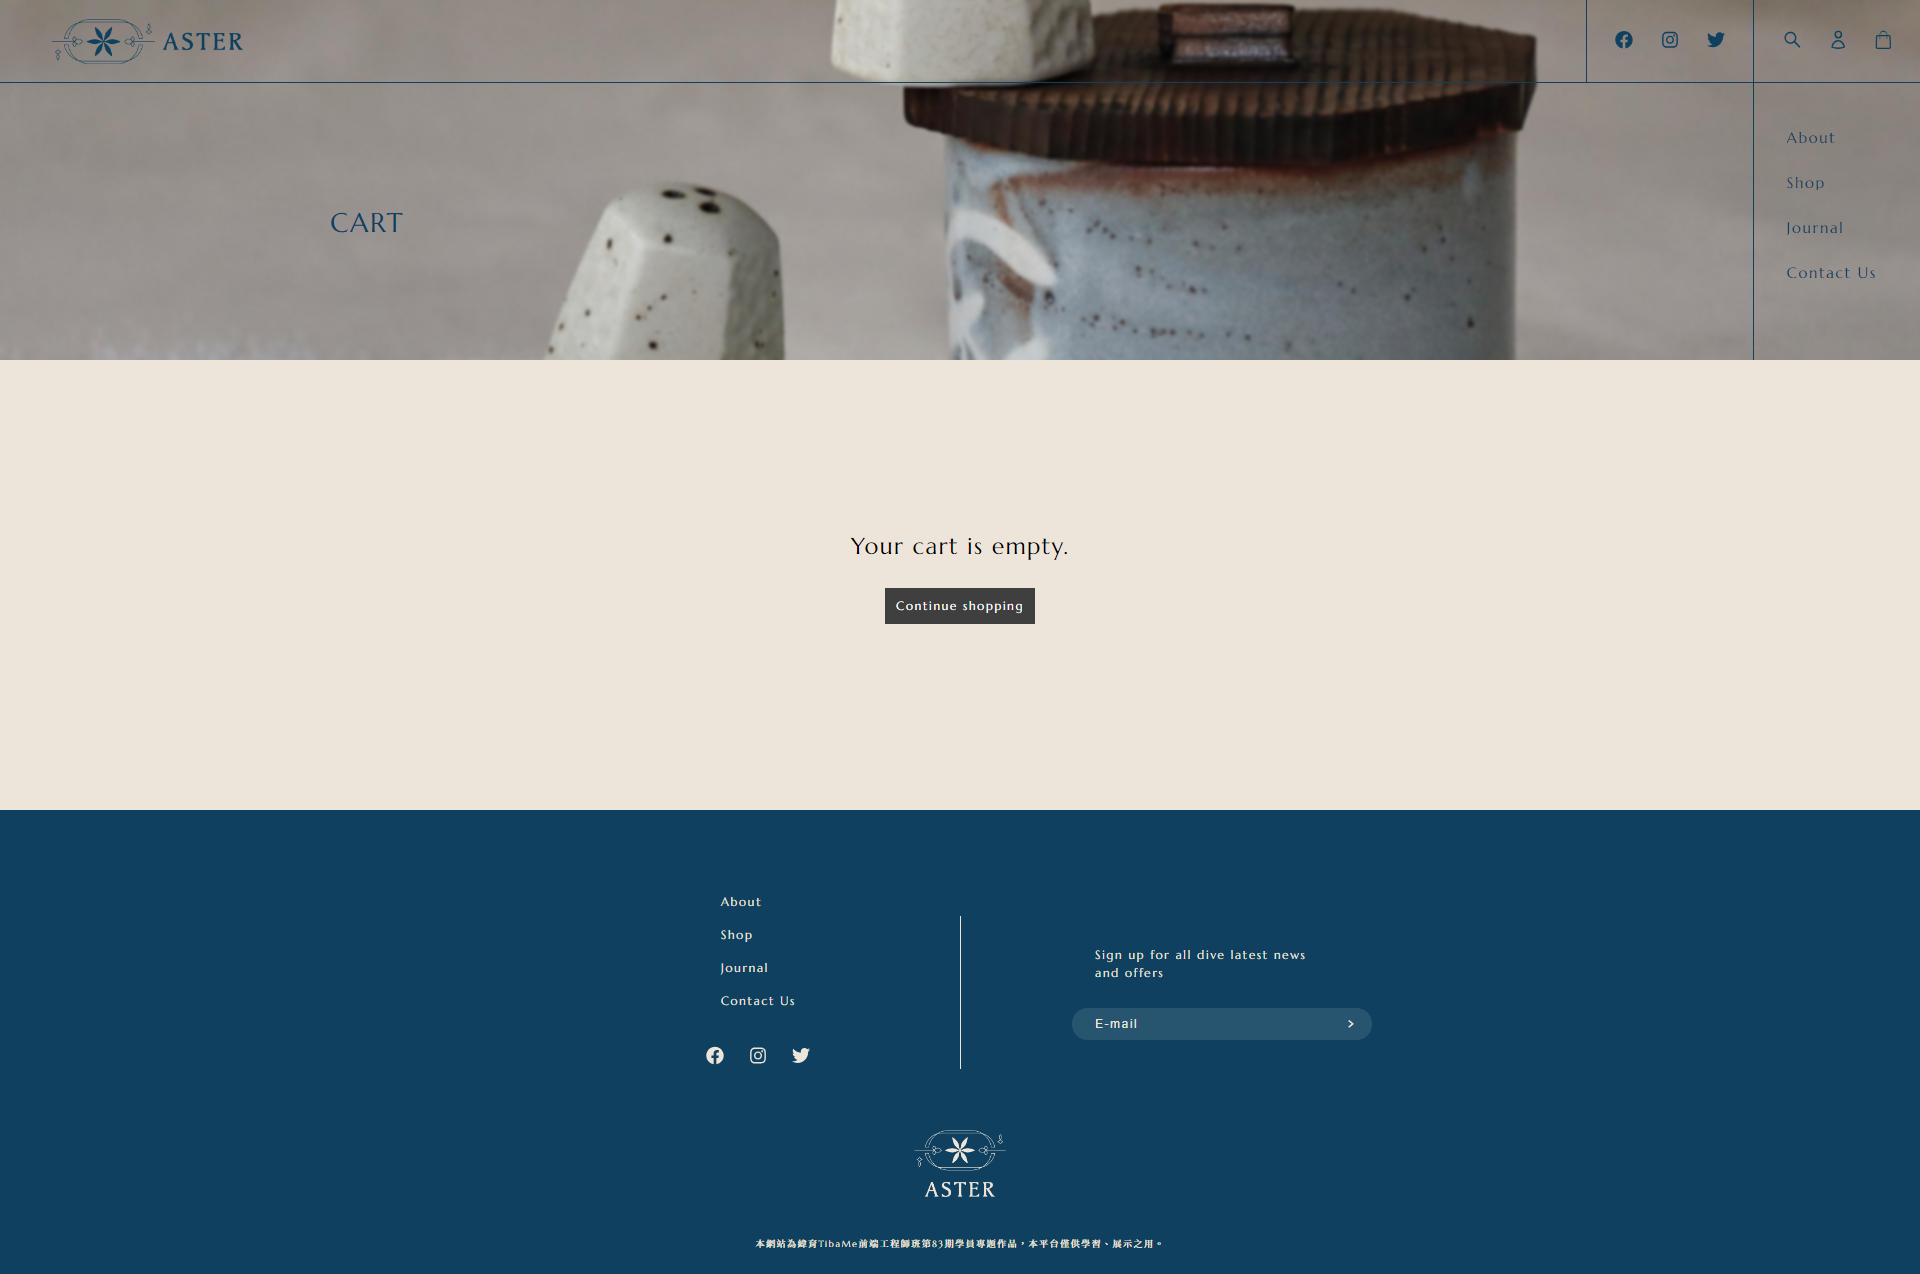 ASTER
About
Shop
Journal
Contact Us
CART
Your cart is empty.
Continue shopping
About
Shop
Journal
Contact Us
Sign up for all dive latest news
and offers
E-mail
ASTER
本網站為緯育TibaMe前端工程師班第83期學員專題作品，本平台僅供學習、展示之用。